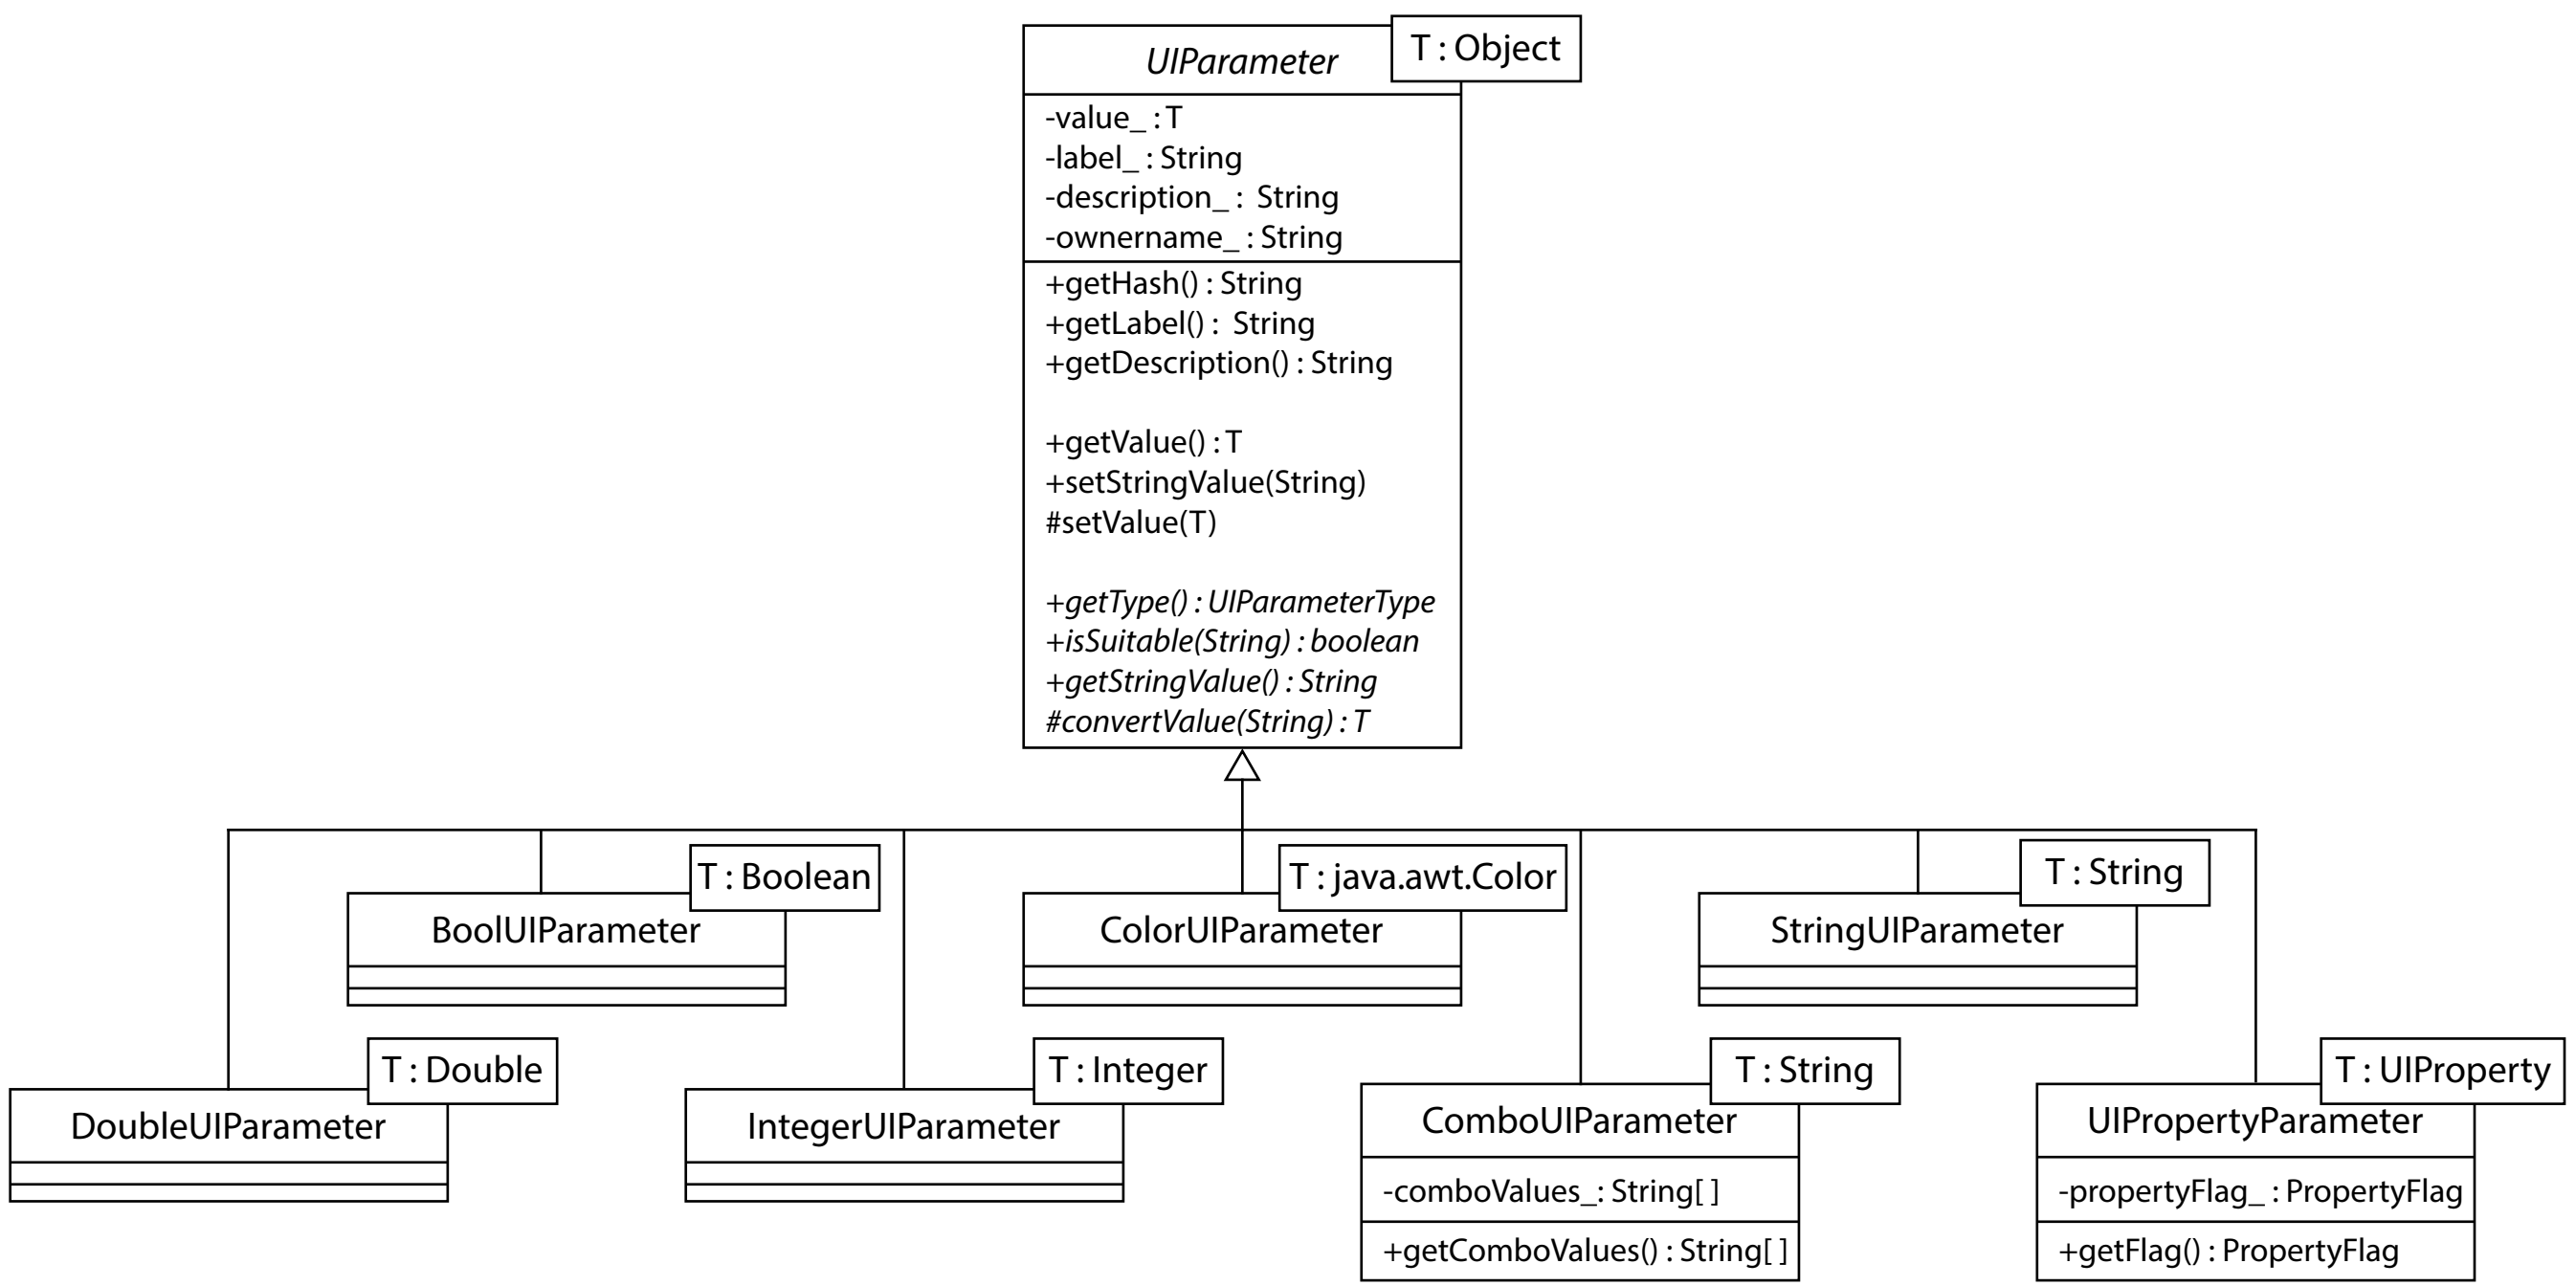 UIParameter
T : Object
-value_ : T
-label_ : String
-description_ :  String
-ownername_ : String
+getHash() : String
+getLabel() :  String
+getDescription() : String
+getValue() : T
+setStringValue(String)
#setValue(T)
+getType() : UIParameterType
+isSuitable(String) : boolean
+getStringValue() : String
#convertValue(String) : T
T : Boolean
BoolUIParameter
T : java.awt.Color
ColorUIParameter
T : String
StringUIParameter
T : Double
DoubleUIParameter
T : Integer
IntegerUIParameter
T : String
ComboUIParameter
-comboValues_: String[ ]
+getComboValues() : String[ ]
T : UIProperty
UIPropertyParameter
-propertyFlag_ : PropertyFlag
+getFlag() : PropertyFlag